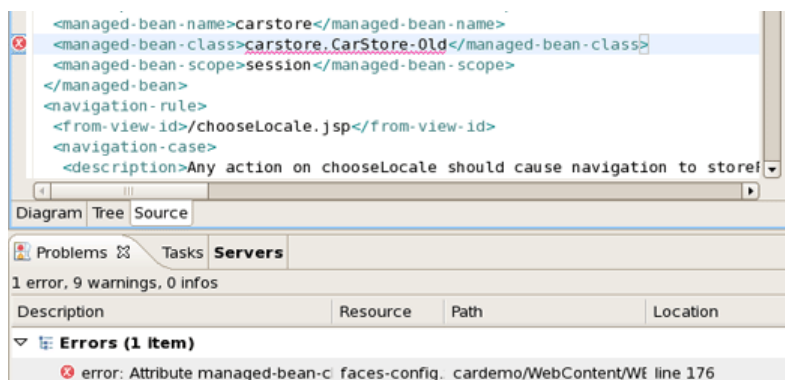 <managed-bean-name>carstore</managed-bean-name>
<managed-bean-class>carstore.CarStore-Old</managed-bean-class>
<managed-bean-scope>session</managed-bean-scope>
</managed-bean>
<navigation-rule>
<from-view-id>/chooseLocale.jsp</from-view-id>
<navigation-case>
<description>Any action on chooseLocale should cause navigation to storeF
Diagram Tree Source
Problems Tasks Servers
1 error, 9 warnings, 0 infos
Description Resource Path Location
Errors (1 item)
error: Attribute managed-bean-c faces-config. cardemo/WebContent/WE line 176